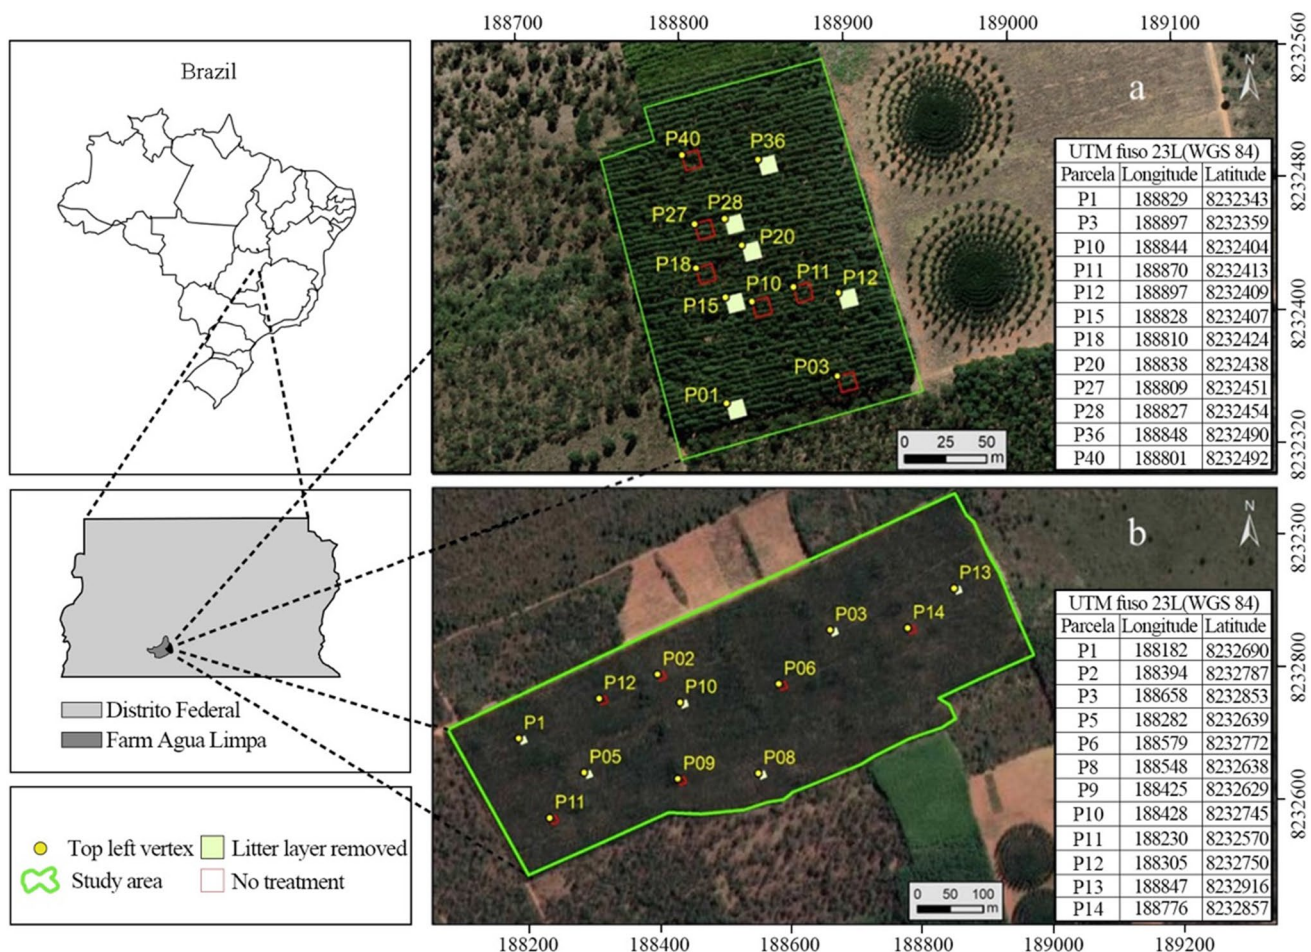 188700 188800 188900 189000 189100
Brazil
Distrito Federal
Farm Agua Limpa
Top left vertex
Litter layer removed
Study area
No treatment
a
N
P40
P36
P28
P27
P20
P18
P11
P12
P10
P15
P03
P01
0 25 50
m
UTM fuso 23L(WGS 84)
Parcela Longitude Latitude
P1 188829 8232343
P3 188897 8232359
P10 188844 8232404
P11 188870 8232413
P12 188897 8232409
P15 188828 8232407
P18 188810 8232424
P20 188838 8232438
P27 188809 8232451
P28 188827 8232454
P36 188848 8232490
P40 188801 8232492
8232560
8232480
8232400
8232320
b
N
P13
P03
P14
P02
P06
P12
P10
P1
P05
P09
P08
P11
0 50 100
m
UTM fuso 23L(WGS 84)
Parcela Longitude Latitude
P1 188182 8232690
P2 188394 8232787
P3 188658 8232853
P5 188282 8232639
P6 188579 8232772
P8 188548 8232638
P9 188425 8232629
P10 188428 8232745
P11 188230 8232570
P12 188305 8232750
P13 188847 8232916
P14 188776 8232857
8233000
8232800
8232600
188200 188400 188600 188800 189000 189200